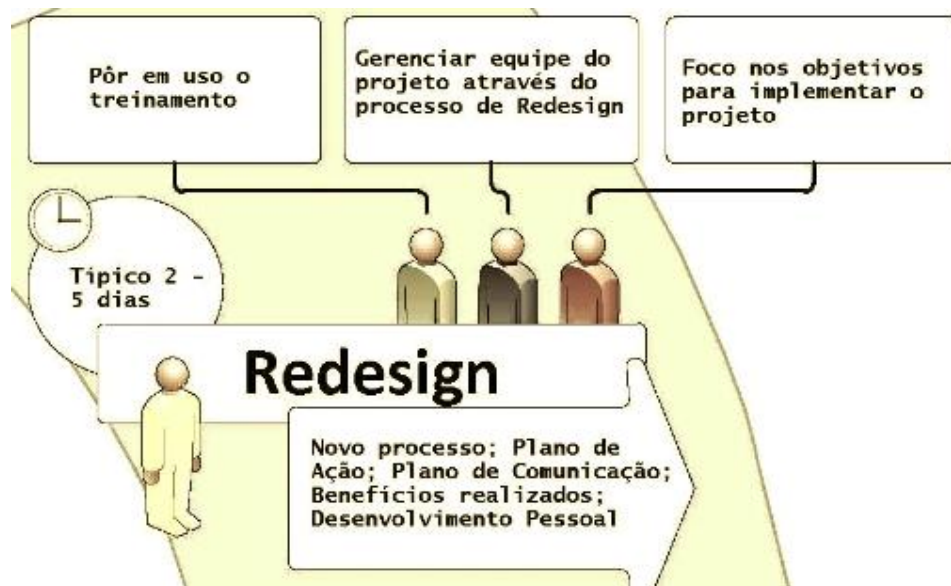 Pôr em uso o
treinamento
Gerenciar equipe do
projeto através do
processo de Redesign
Foco nos objetivos
para implementar o
projeto
Típico 2 -
5 dias
Redesign
Novo processo; Plano de
Ação; Plano de Comunicação;
Benefícios realizados;
Desenvolvimento Pessoal